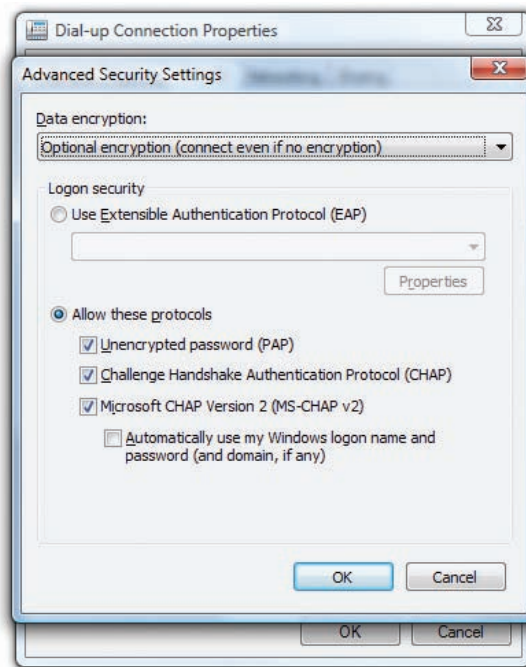 Dial-up Connection Properties
Advanced Security Settings
Data encryption:
Optional encryption (connect even if no encryption)
Logon security
Use Extensible Authentication Protocol (EAP)
Properties
Allow these protocols
Unencrypted password (PAP)
Challenge Handshake Authentication Protocol (CHAP)
Microsoft CHAP Version 2 (MS-CHAP v2)
Automatically use my Windows logon name and
password (and domain, if any)
OK Cancel
OK Cancel